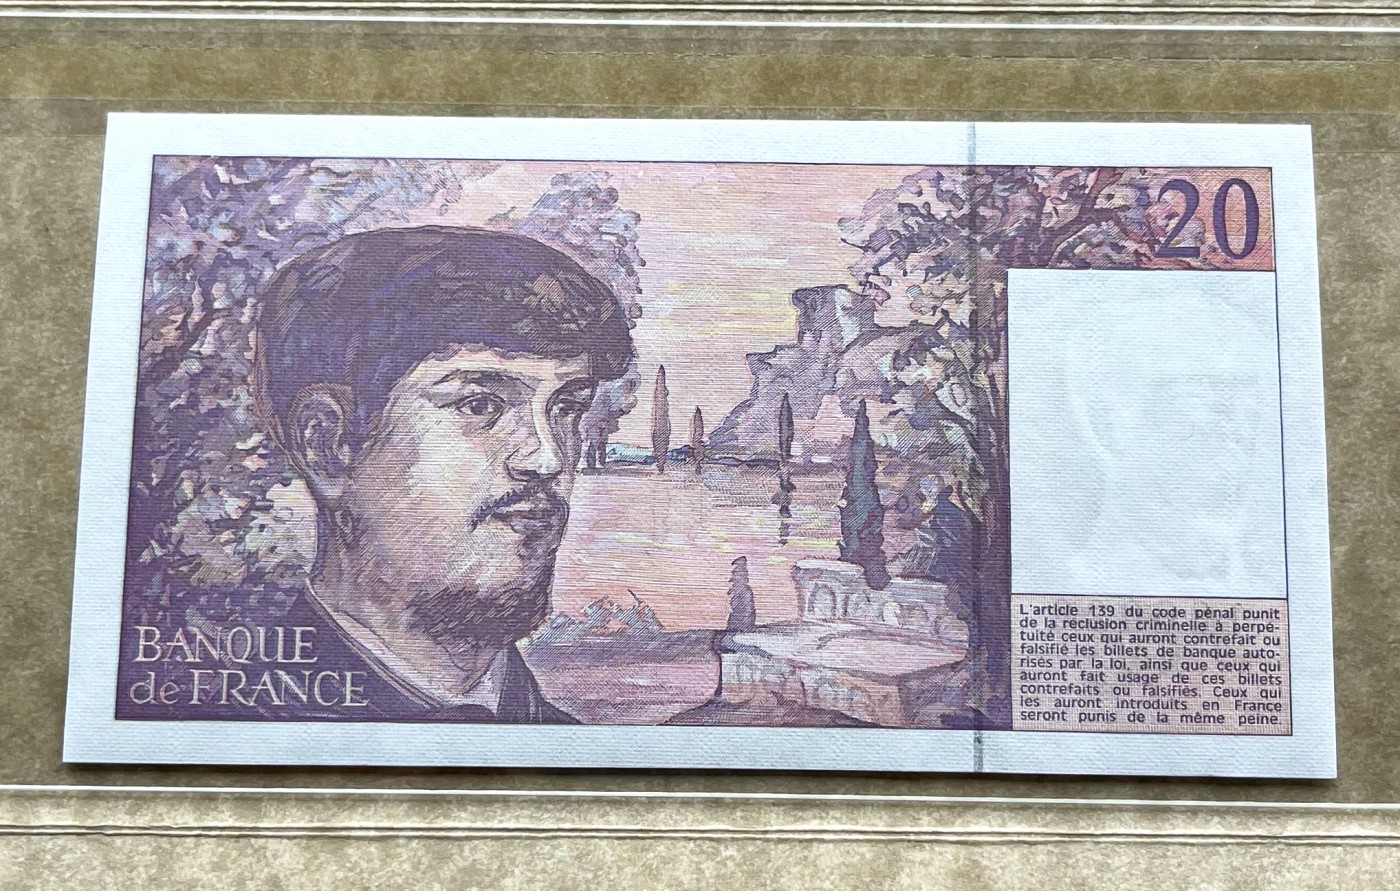 20
BANQUE
de FRANCE
L'article 139 du code pénal punit
de la réclusion criminelle à perpé-
tuité ceux qui auront contrefait ou
falsifié les billets de banque auto-
risés par la loi, ainsi que ceux qui
auront fait usage de ces billets
contrefaits ou falsifiés. Ceux qui
les auront introduits en France
seront punis de la même peine.